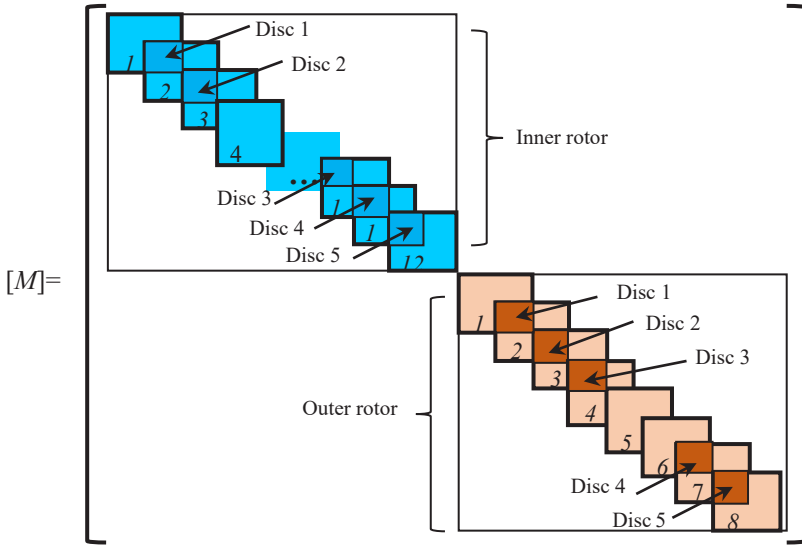 Disc 1
1
Disc 2
2
3
Inner rotor
4
...
Disc 3
1
Disc 4
1
Disc 5
12
[M]=
Disc 1
1
Disc 2
2
Disc 3
3
Outer rotor
4
5
6
Disc 4
7
Disc 5
8